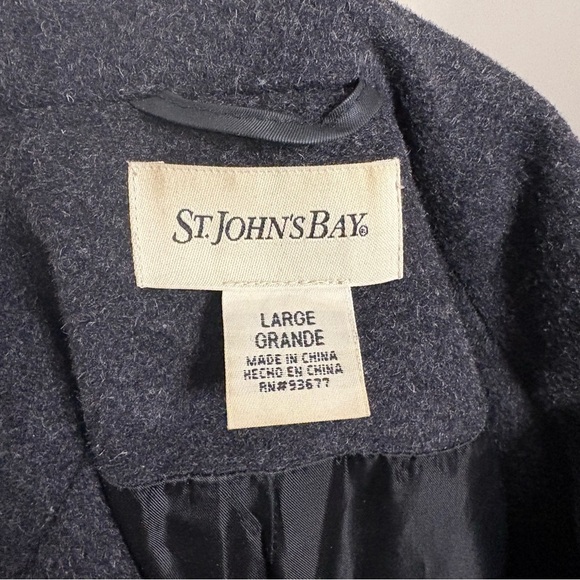 ST. JOHN'S BAY®
LARGE
GRANDE
MADE IN CHINA
HECHO EN CHINA
RN#93677